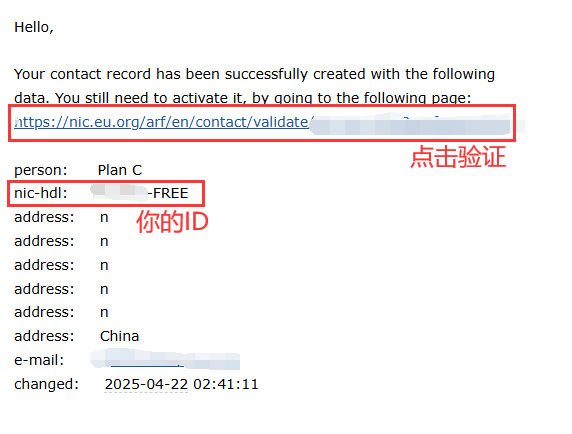 Hello,
Your contact record has been successfully created with the following
data. You still need to activate it, by going to the following page:
https://nic.eu.org/arf/en/contact/validate/
点击验证
person: Plan C
nic-hdl: -FREE
你的ID
address: n
address: n
address: n
address: n
address: n
address: China
e-mail:
changed: 2025-04-22 02:41:11